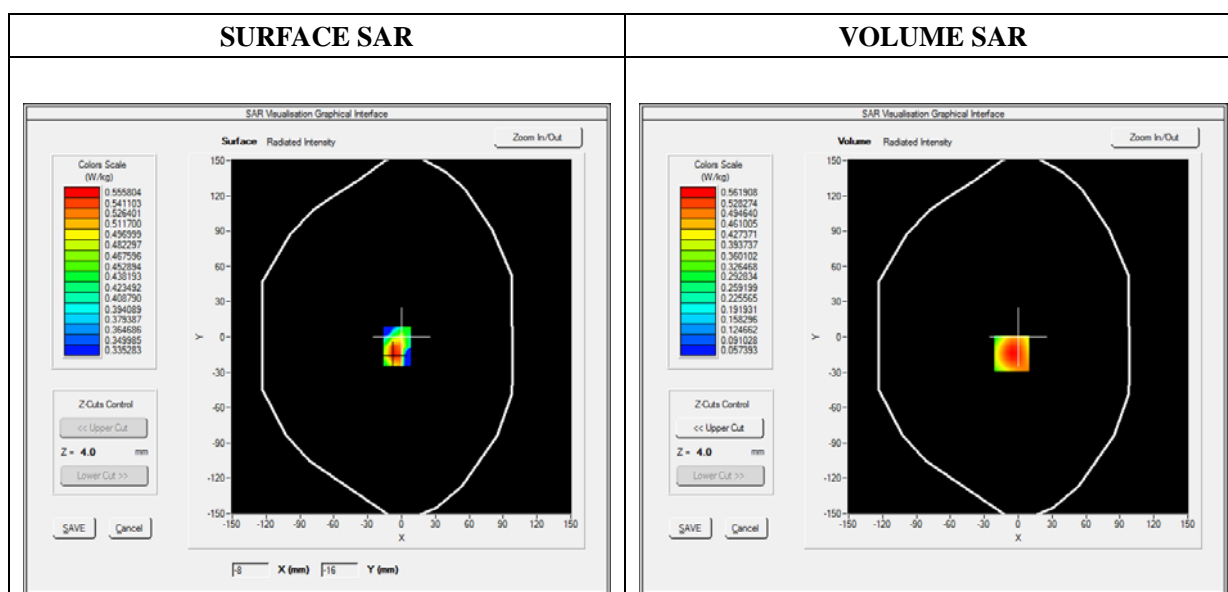 SURFACE SAR
VOLUME SAR
SAR Visualisation Graphical Interface
Surface Radiated Intensity
Zoom In/Out
Colors Scale
(W/kg)
0.555804
0.541103
0.526401
0.511700
0.496999
0.482297
0.467596
0.452894
0.438193
0.423492
0.408790
0.394089
0.379387
0.364686
0.349985
0.335283
Z-Cuts Control
<< Upper Cut
Z = 4.0 mm
Lower Cut >>
SAVE Cancel
150
120
90
60
30
0
-30
-60
-90
-120
-150
Y
-150 -120 -90 -60 -30 0 30 60 90 120 150
X
-8 X (mm) -16 Y (mm)
SAR Visualisation Graphical Interface
Volume Radiated Intensity
Zoom In/Out
Colors Scale
(W/kg)
0.561908
0.528274
0.494640
0.461005
0.427371
0.393737
0.360102
0.326468
0.292834
0.259199
0.225565
0.191931
0.158296
0.124662
0.091028
0.057393
Z-Cuts Control
<< Upper Cut
Z = 4.0 mm
Lower Cut >>
SAVE Cancel
150
120
90
60
30
0
-30
-60
-90
-120
-150
Y
-150 -120 -90 -60 -30 0 30 60 90 120 150
X